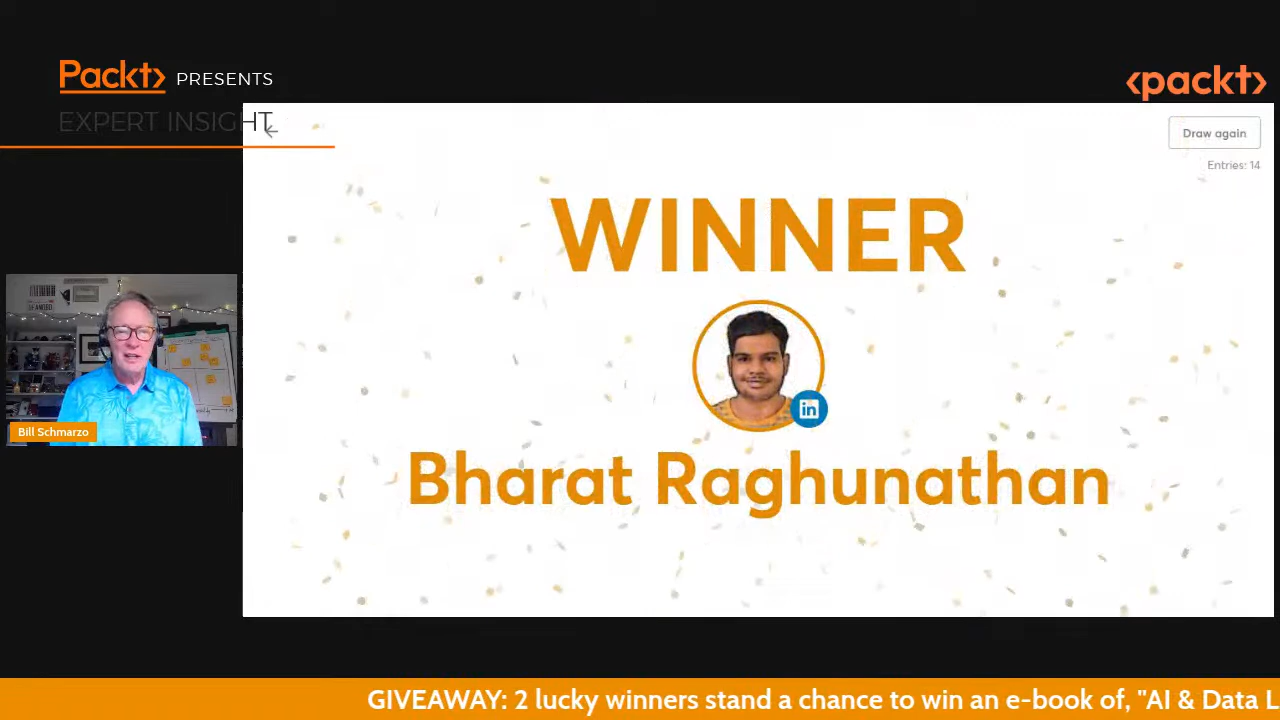 Packt> PRESENTS
<packt>
EXPERT INSIGHT
Draw again
Entries: 14
WINNER
in
Bharat Raghunathan
Bill Schmarzo
GIVEAWAY: 2 lucky winners stand a chance to win an e-book of, "AI & Data L